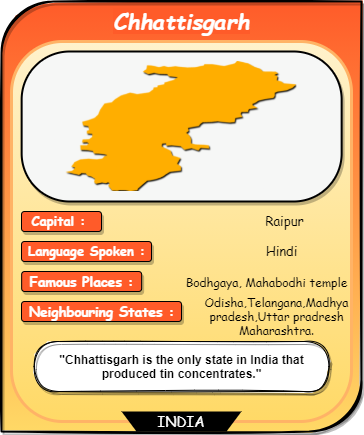 Chhattisgarh
Capital : Raipur
Language Spoken : Hindi
Famous Places : Bodhgaya, Mahabodhi temple
Neighbouring States : Odisha,Telangana,Madhya
pradesh,Uttar pradresh
Maharashtra.
"Chhattisgarh is the only state in India that
produced tin concentrates."
INDIA